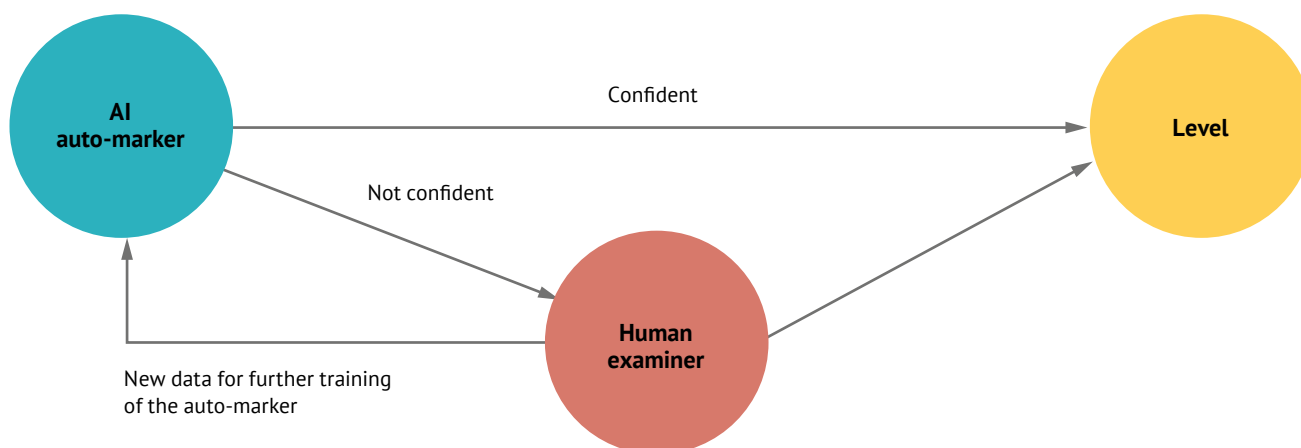 Confident
AI
auto-marker
Level
Not confident
Human
examiner
New data for further training
of the auto-marker